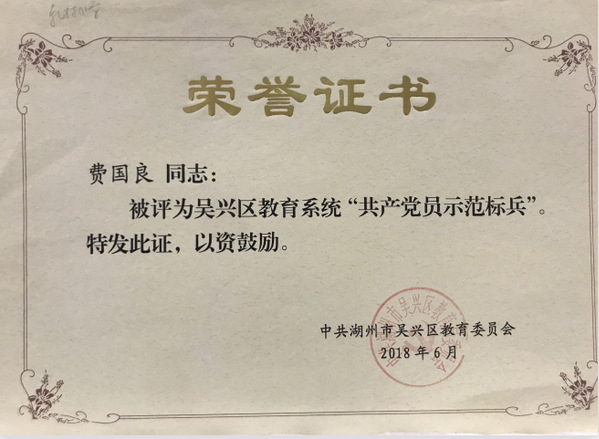 荣誉证书
费国良 同志：
被评为吴兴区教育系统“共产党员示范标兵”。
特发此证，以资鼓励。
中共湖州市吴兴区教育委员会
2018年6月